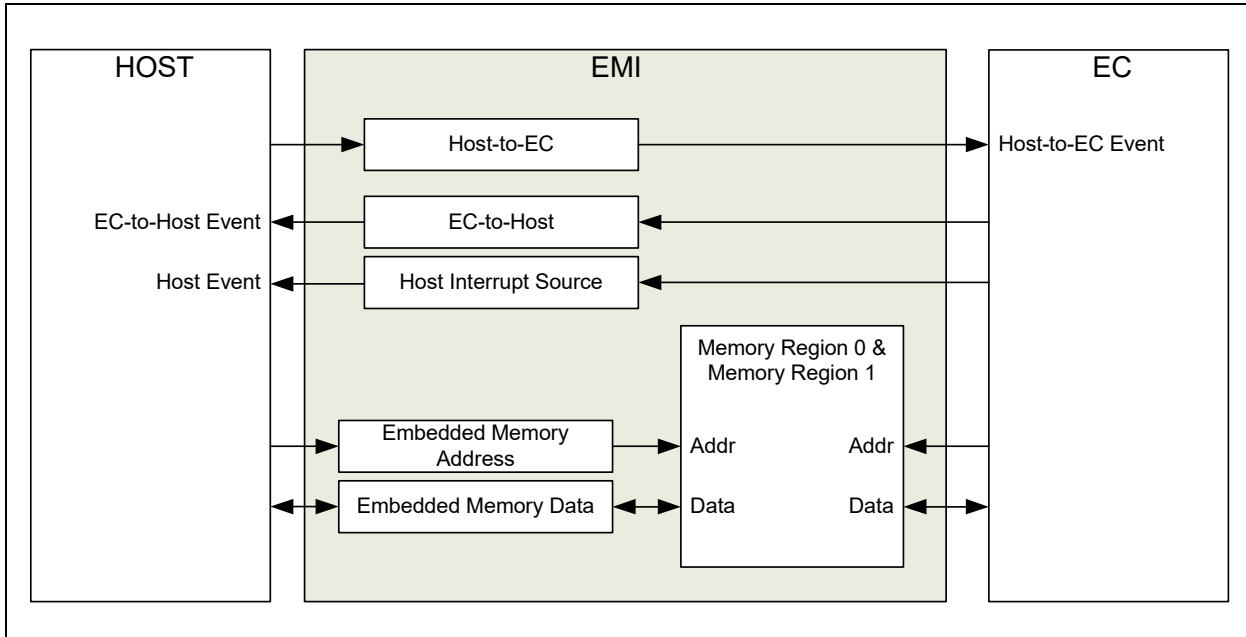 HOST
EMI
EC
Host-to-EC
Host-to-EC Event
EC-to-Host Event
EC-to-Host
Host Event
Host Interrupt Source
Memory Region 0 &
Memory Region 1
Embedded Memory
Address
Addr
Addr
Embedded Memory Data
Data
Data